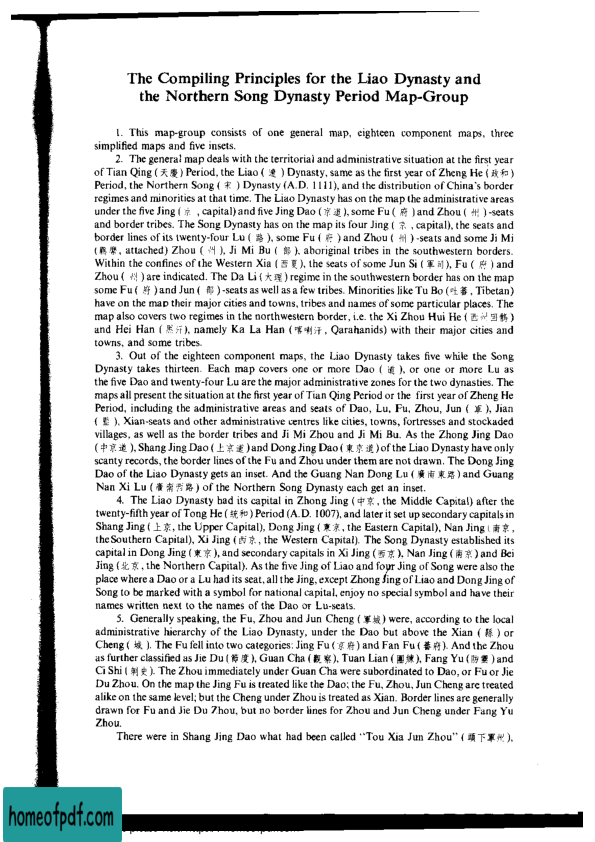 The Compiling Principles for the Liao Dynasty and
the Northern Song Dynasty Period Map-Group
1. This map-group consists of one general map, eighteen component maps, three
simplified maps and five insets.
2. The general map deals with the territorial and administrative situation at the first year
of Tian Qing (天慶) Period, the Liao (遼) Dynasty, same as the first year of Zheng He (政和)
Period, the Northern Song (宋) Dynasty (A.D. 1111), and the distribution of China's border
regimes and minorities at that time. The Liao Dynasty has on the map the administrative areas
under the five Jing (京, capital) and five Jing Dao (京道), some Fu (府) and Zhou (州)-seats
and border tribes. The Song Dynasty has on the map its four Jing (京, capital), the seats and
border lines of its twenty-four Lu (路), some Fu (府) and Zhou (州)-seats and some Ji Mi
(羈縻, attached) Zhou (州), Ji Mi Bu (部), aboriginal tribes in the southwestern borders.
Within the confines of the Western Xia (西夏), the seats of some Jun Si (軍司), Fu (府) and
Zhou (州) are indicated. The Da Li (大理) regime in the southwestern border has on the map
some Fu (府) and Jun (郡)-seats as well as a few tribes. Minorities like Tu Bo (吐蕃, Tibetan)
have on the map their major cities and towns, tribes and names of some particular places. The
map also covers two regimes in the northwestern border, i.e. the Xi Zhou Hui He (西州回鶻)
and Hei Han (黑汗), namely Ka La Han (喀喇汗, Qarahanids) with their major cities and
towns, and some tribes.
3. Out of the eighteen component maps, the Liao Dynasty takes five while the Song
Dynasty takes thirteen. Each map covers one or more Dao (道), or one or more Lu as
the five Dao and twenty-four Lu are the major administrative zones for the two dynasties. The
maps all present the situation at the first year of Tian Qing Period or the first year of Zheng He
Period, including the administrative areas and seats of Dao, Lu, Fu, Zhou, Jun (軍), Jian
(監), Xian-seats and other administrative centres like cities, towns, fortresses and stockaded
villages, as well as the border tribes and Ji Mi Zhou and Ji Mi Bu. As the Zhong Jing Dao
(中京道), Shang Jing Dao (上京道) and Dong Jing Dao (東京道) of the Liao Dynasty have only
scanty records, the border lines of the Fu and Zhou under them are not drawn. The Dong Jing
Dao of the Liao Dynasty gets an inset. And the Guang Nan Dong Lu (廣南東路) and Guang
Nan Xi Lu (廣南西路) of the Northern Song Dynasty each get an inset.
4. The Liao Dynasty had its capital in Zhong Jing (中京, the Middle Capital) after the
twenty-fifth year of Tong He (統和) Period (A.D. 1007), and later it set up secondary capitals in
Shang Jing (上京, the Upper Capital), Dong Jing (東京, the Eastern Capital), Nan Jing (南京,
the Southern Capital), Xi Jing (西京, the Western Capital). The Song Dynasty established its
capital in Dong Jing (東京), and secondary capitals in Xi Jing (西京), Nan Jing (南京) and Bei
Jing (北京, the Northern Capital). As the five Jing of Liao and four Jing of Song were also the
place where a Dao or a Lu had its seat, all the Jing, except Zhong Jing of Liao and Dong Jing of
Song to be marked with a symbol for national capital, enjoy no special symbol and have their
names written next to the names of the Dao or Lu-seats.
5. Generally speaking, the Fu, Zhou and Jun Cheng (軍城) were, according to the local
administrative hierarchy of the Liao Dynasty, under the Dao but above the Xian (縣) or
Cheng (城). The Fu fell into two categories: Jing Fu (京府) and Fan Fu (蕃府). And the Zhou
as further classified as Jie Du (節度), Guan Cha (觀察), Tuan Lian (團練), Fang Yu (防禦) and
Ci Shi (刺史). The Zhou immediately under Guan Cha were subordinated to Dao, or Fu or Jie
Du Zhou. On the map the Jing Fu is treated like the Dao; the Fu, Zhou, Jun Cheng are treated
alike on the same level; but the Cheng under Zhou is treated as Xian. Border lines are generally
drawn for Fu and Jie Du Zhou, but no border lines for Zhou and Jun Cheng under Fang Yu
Zhou.
There were in Shang Jing Dao what had been called "Tou Xia Jun Zhou" (頭下軍州),
homeofpdf.com